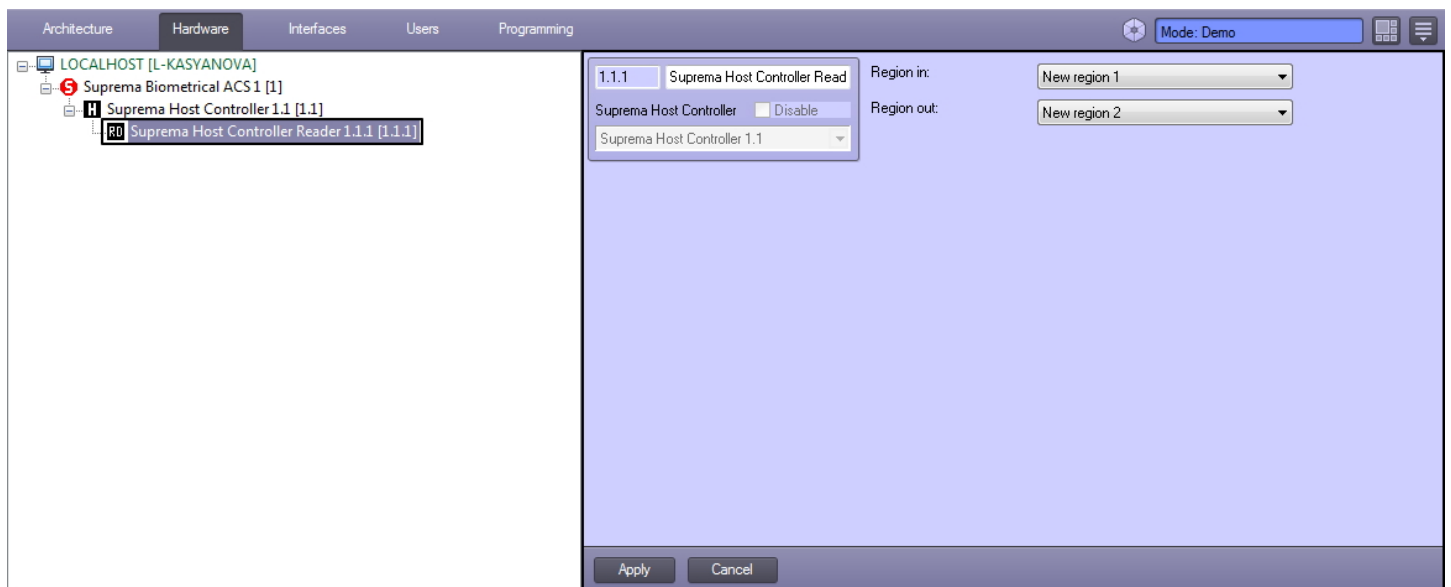 Architecture Hardware Interfaces Users Programming Mode: Demo
LOCALHOST [L-KASYANOVA]
Suprema Biometrical ACS 1 [1]
H Suprema Host Controller 1.1 [1.1]
RD Suprema Host Controller Reader 1.1.1 [1.1.1]
1.1.1 Suprema Host Controller Read
Suprema Host Controller Disable
Suprema Host Controller 1.1
Region in: New region 1
Region out: New region 2
Apply Cancel